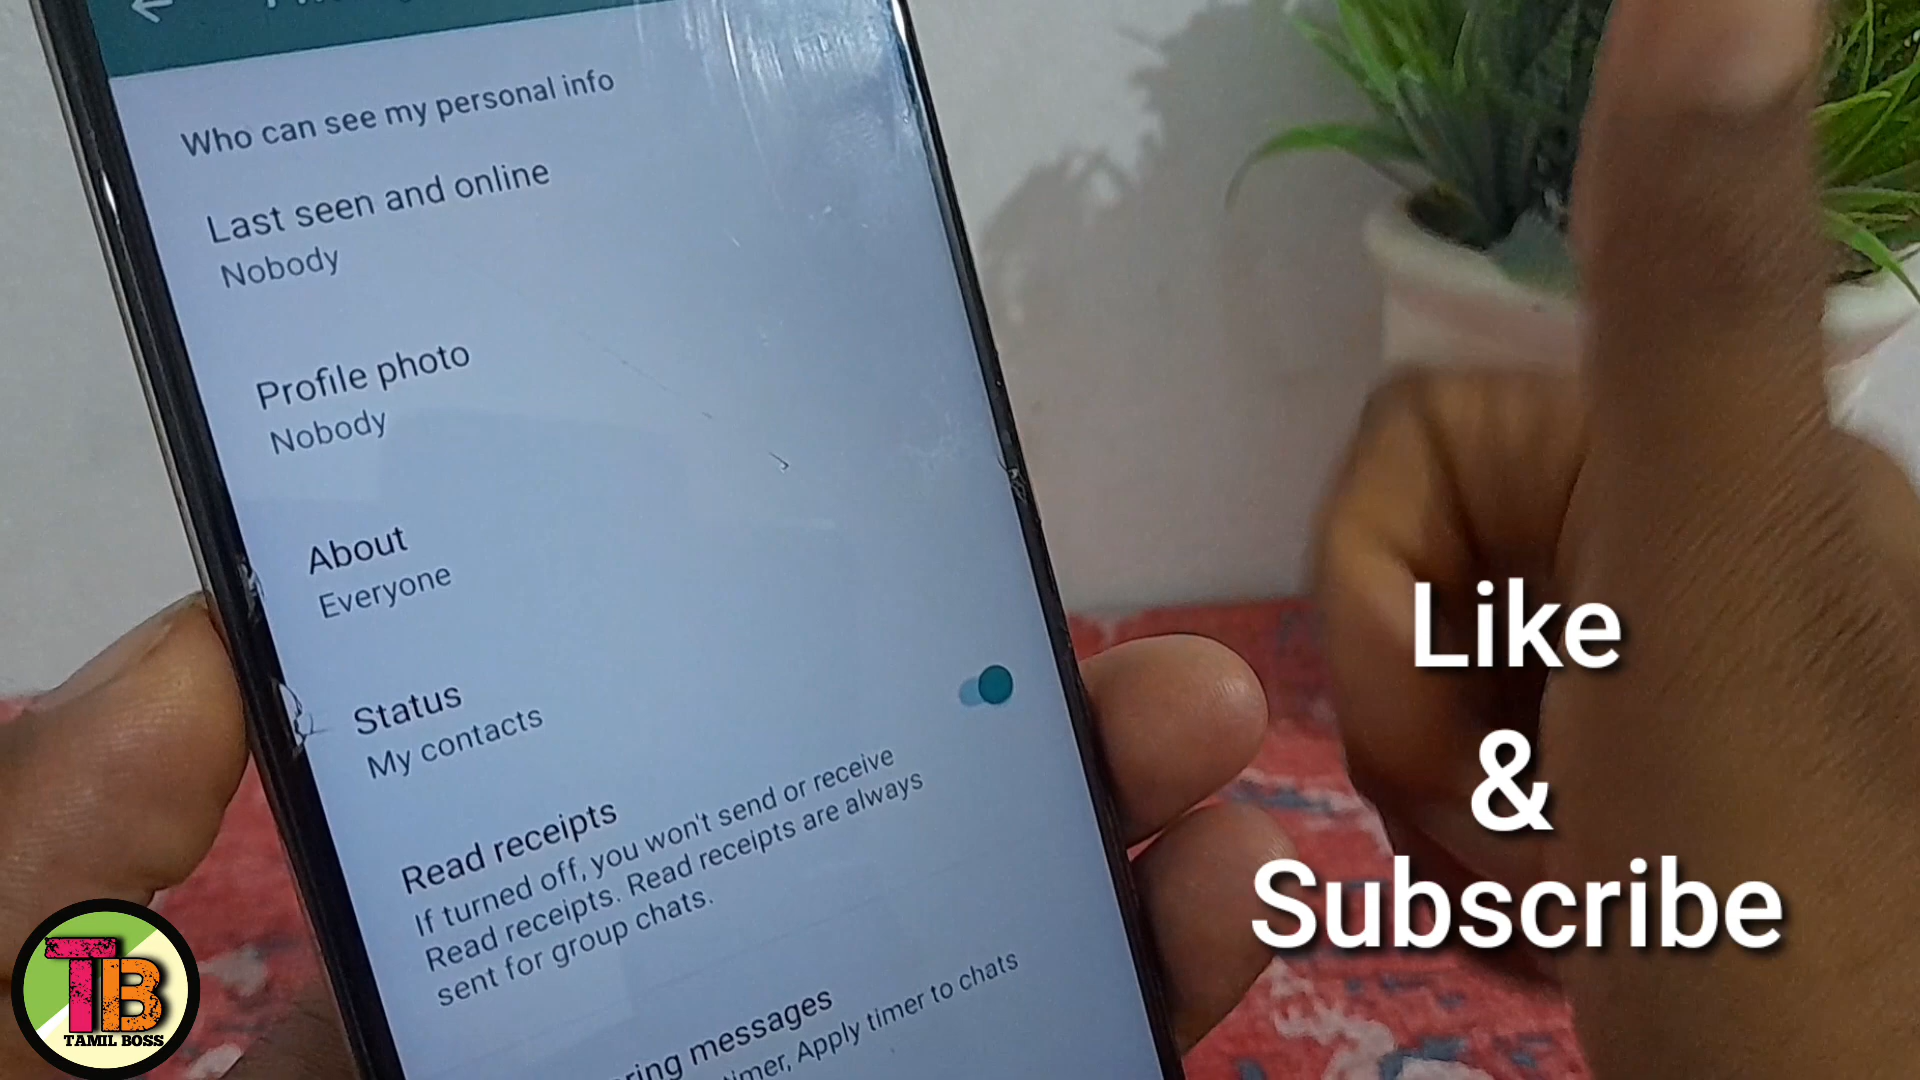 Who can see my personal info
Last seen and online
Nobody
Profile photo
Nobody
About
Everyone
Status
My contacts
Read receipts
If turned off, you won't send or receive
Read receipts. Read receipts are always
sent for group chats.
messages
Apply timer to chats
Like
&
Subscribe
TB
TAMIL BOSS